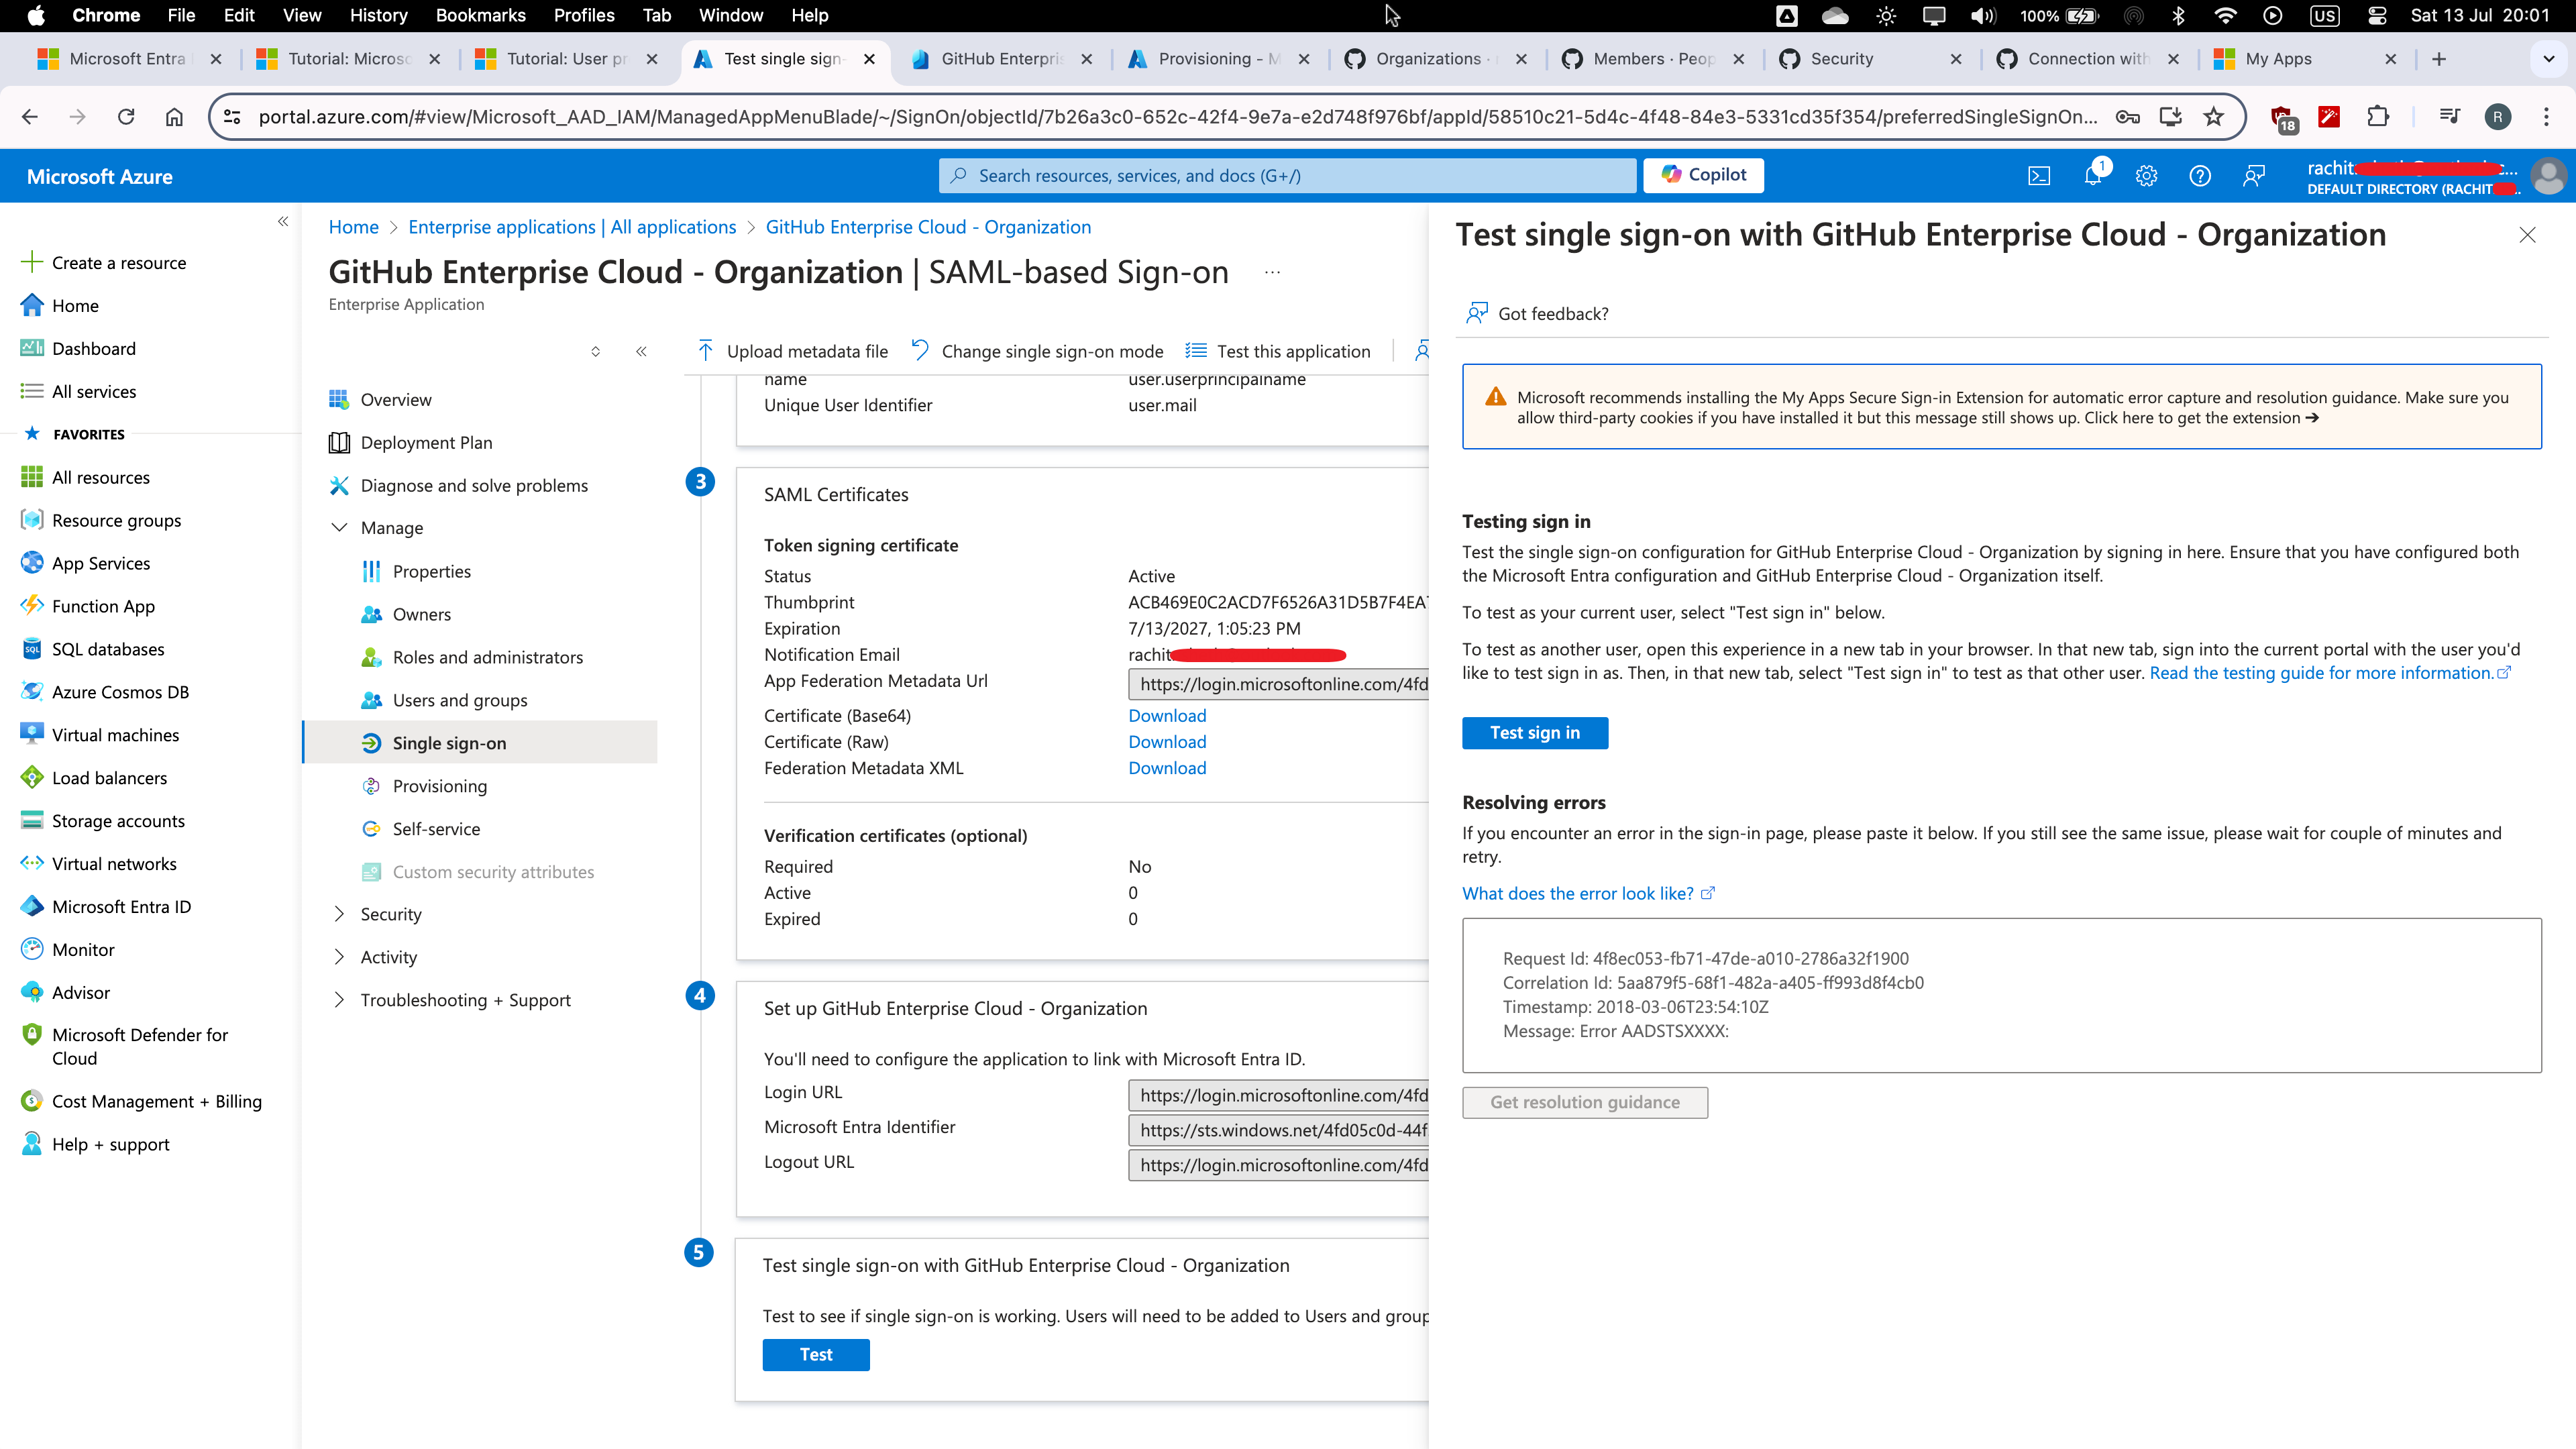 Chrome File Edit View History Bookmarks Profiles Tab Window Help 100% US Sat 13 Jul 20:01
Microsoft Entra
Tutorial: Microso
Tutorial: User pr
Test single sign-
GitHub Enterpris
Provisioning - M
Organizations ·
Members · Peop
Security
Connection with
My Apps
portal.azure.com/#view/Microsoft_AAD_IAM/ManagedAppMenuBlade/~/SignOn/objectId/7b26a3c0-652c-42f4-9e7a-e2d748f976bf/appId/58510c21-5d4c-4f48-84e3-5331cd35f354/preferredSingleSignOn...
18
R
Microsoft Azure
Search resources, services, and docs (G+/)
Copilot
1
rachit
DEFAULT DIRECTORY (RACHIT
Create a resource
Home
Dashboard
All services
FAVORITES
All resources
Resource groups
App Services
Function App
SQL databases
Azure Cosmos DB
Virtual machines
Load balancers
Storage accounts
Virtual networks
Microsoft Entra ID
Monitor
Advisor
Microsoft Defender for
Cloud
Cost Management + Billing
Help + support
Home > Enterprise applications | All applications > GitHub Enterprise Cloud - Organization
GitHub Enterprise Cloud - Organization | SAML-based Sign-on ...
Enterprise Application
Overview
Deployment Plan
Diagnose and solve problems
Manage
Properties
Owners
Roles and administrators
Users and groups
Single sign-on
Provisioning
Self-service
Custom security attributes
Security
Activity
Troubleshooting + Support
Upload metadata file
Change single sign-on mode
Test this application
name user.userprincipalname
Unique User Identifier user.mail
3
SAML Certificates
Token signing certificate
Status Active
Thumbprint ACB469E0C2ACD7F6526A31D5B7F4EA7
Expiration 7/13/2027, 1:05:23 PM
Notification Email rachit
App Federation Metadata Url https://login.microsoftonline.com/4fd
Certificate (Base64) Download
Certificate (Raw) Download
Federation Metadata XML Download
Verification certificates (optional)
Required No
Active 0
Expired 0
4
Set up GitHub Enterprise Cloud - Organization
You'll need to configure the application to link with Microsoft Entra ID.
Login URL https://login.microsoftonline.com/4fd
Microsoft Entra Identifier https://sts.windows.net/4fd05c0d-44f
Logout URL https://login.microsoftonline.com/4fd
5
Test single sign-on with GitHub Enterprise Cloud - Organization
Test to see if single sign-on is working. Users will need to be added to Users and group
Test
Test single sign-on with GitHub Enterprise Cloud - Organization
Got feedback?
Microsoft recommends installing the My Apps Secure Sign-in Extension for automatic error capture and resolution guidance. Make sure you
allow third-party cookies if you have installed it but this message still shows up. Click here to get the extension ➔
Testing sign in
Test the single sign-on configuration for GitHub Enterprise Cloud - Organization by signing in here. Ensure that you have configured both
the Microsoft Entra configuration and GitHub Enterprise Cloud - Organization itself.
To test as your current user, select "Test sign in" below.
To test as another user, open this experience in a new tab in your browser. In that new tab, sign into the current portal with the user you'd
like to test sign in as. Then, in that new tab, select "Test sign in" to test as that other user. Read the testing guide for more information.
Test sign in
Resolving errors
If you encounter an error in the sign-in page, please paste it below. If you still see the same issue, please wait for couple of minutes and
retry.
What does the error look like?
Request Id: 4f8ec053-fb71-47de-a010-2786a32f1900
Correlation Id: 5aa879f5-68f1-482a-a405-ff993d8f4cb0
Timestamp: 2018-03-06T23:54:10Z
Message: Error AADSTSXXXX:
Get resolution guidance